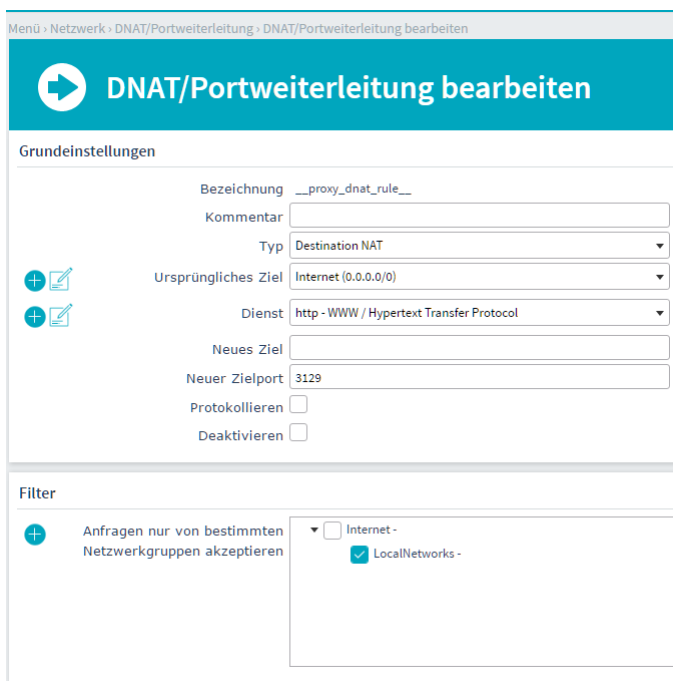 Menü › Netzwerk › DNAT/Portweiterleitung › DNAT/Portweiterleitung bearbeiten
DNAT/Portweiterleitung bearbeiten
Grundeinstellungen
Bezeichnung __proxy_dnat_rule__
Kommentar
Typ Destination NAT
Ursprüngliches Ziel Internet (0.0.0.0/0)
Dienst http - WWW / Hypertext Transfer Protocol
Neues Ziel
Neuer Zielport 3129
Protokollieren
Deaktivieren
Filter
Anfragen nur von bestimmten
Netzwerkgruppen akzeptieren
Internet -
LocalNetworks -